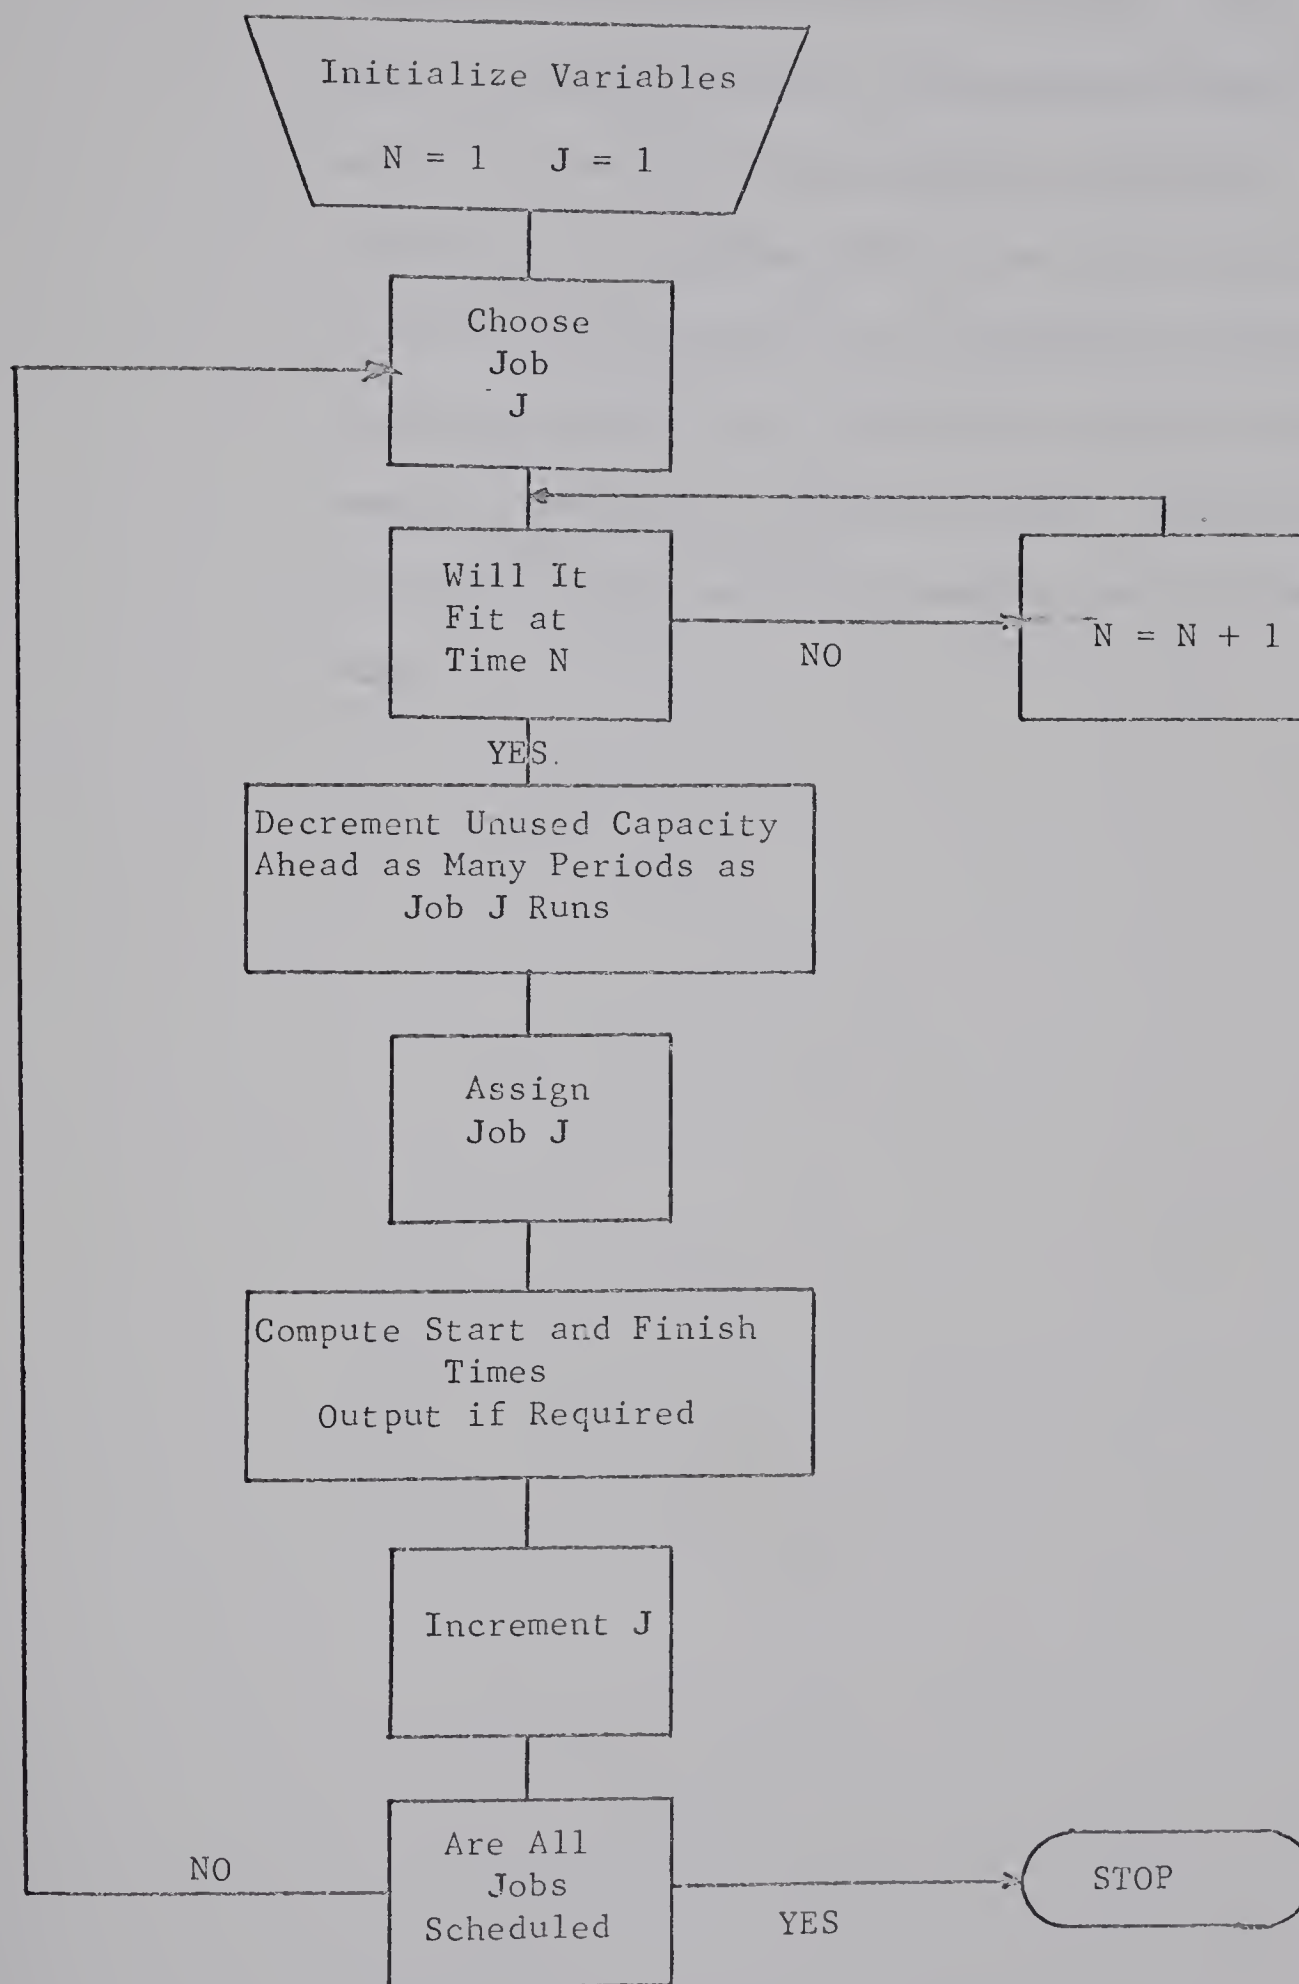 Initialize Variables
N = 1 J = 1
Choose
Job
J
Will It
Fit at
Time N
NO
N = N + 1
YES.
Decrement Unused Capacity
Ahead as Many Periods as
Job J Runs
Assign
Job J
Compute Start and Finish
Times
Output if Required
Increment J
Are All
Jobs
Scheduled
NO
YES
STOP